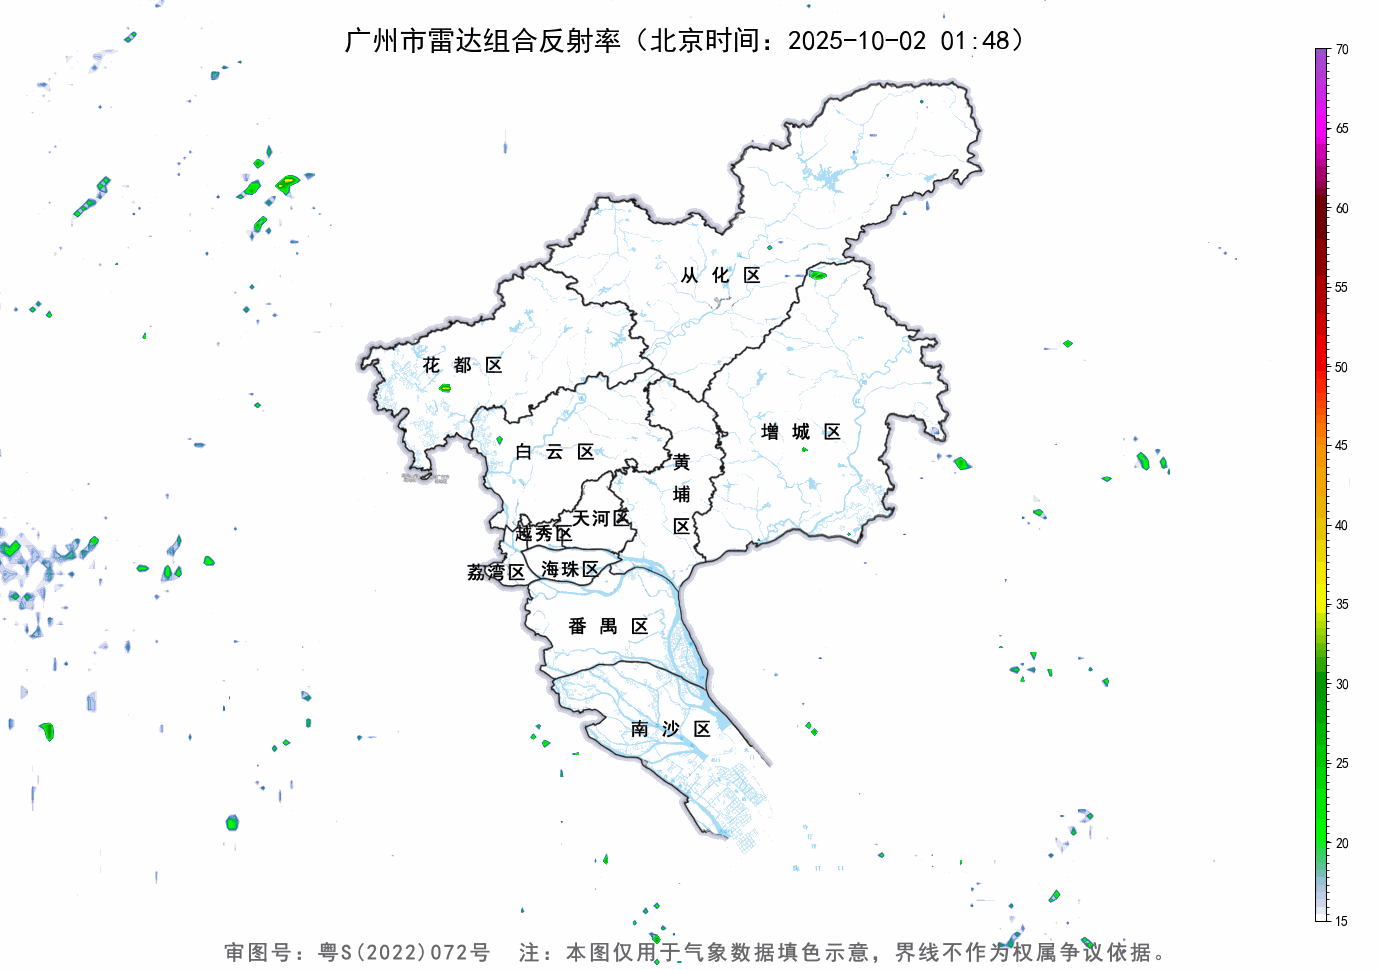 广州市雷达组合反射率（北京时间：2025-10-02 01:48）
70
65
60
55
50
45
40
35
30
25
20
15
从化区
花都区
增城区
白云区
黄埔区
天河区
越秀区
荔湾区
海珠区
番禺区
南沙区
审图号：粤S(2022)072号 注：本图仅用于气象数据填色示意，界线不作为权属争议依据。